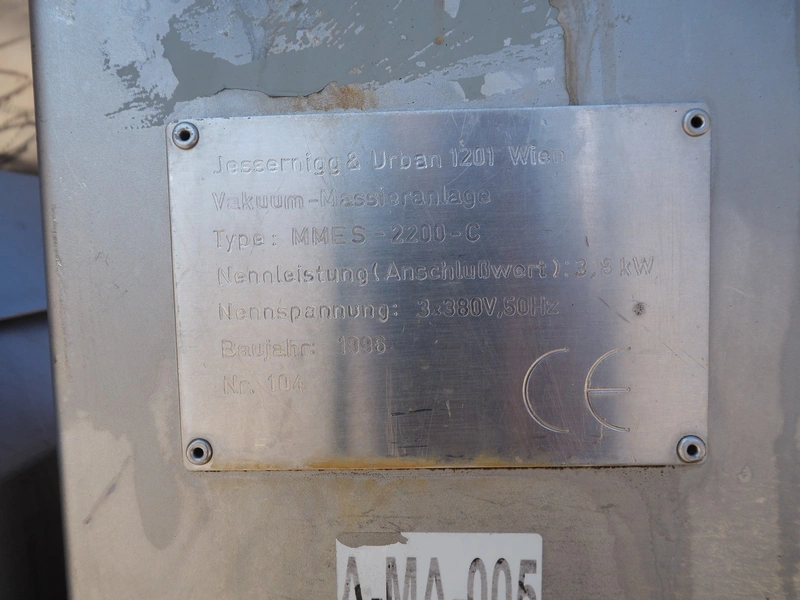 Jessernigg & Urban 1201 Wien
Vakuum-Massieranlage
Type: MMES-2200-C
Nennleistung (Anschlußwert): 3,8 kW
Nennspannung: 3x380V, 50Hz
Baujahr: 1996
Nr. 104
CE
A-MA-005